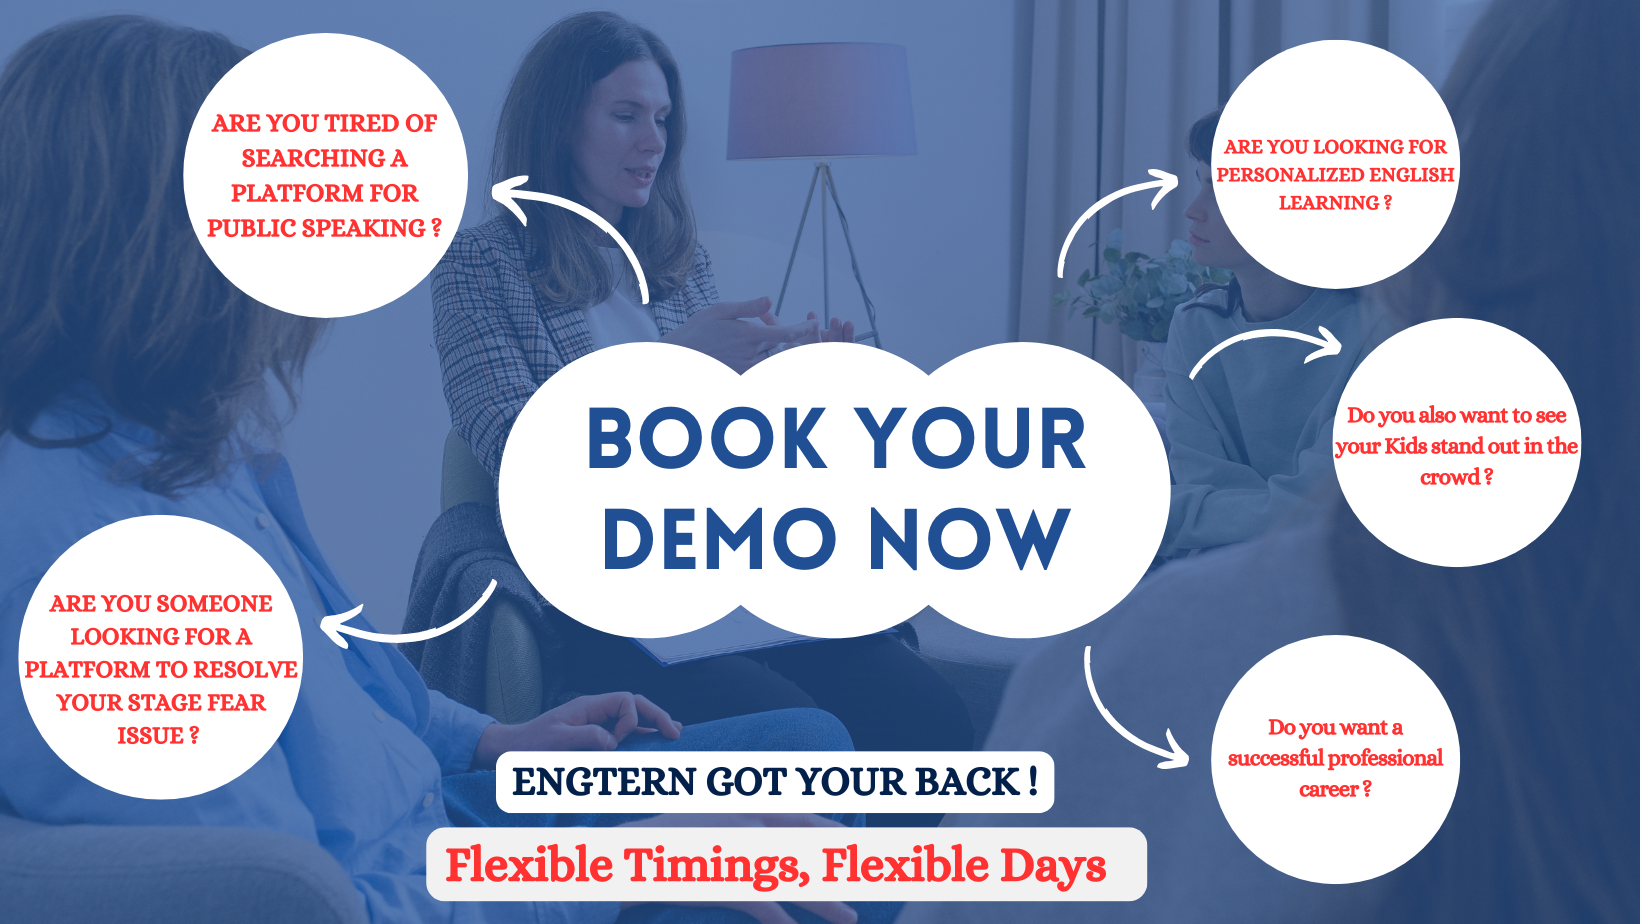 ARE YOU TIRED OF
SEARCHING A
PLATFORM FOR
PUBLIC SPEAKING ?
ARE YOU LOOKING FOR
PERSONALIZED ENGLISH
LEARNING ?
Do you also want to see
your Kids stand out in the
crowd ?
BOOK YOUR
DEMO NOW
ARE YOU SOMEONE
LOOKING FOR A
PLATFORM TO RESOLVE
YOUR STAGE FEAR
ISSUE ?
Do you want a
successful professional
career ?
ENGTERN GOT YOUR BACK !
Flexible Timings, Flexible Days